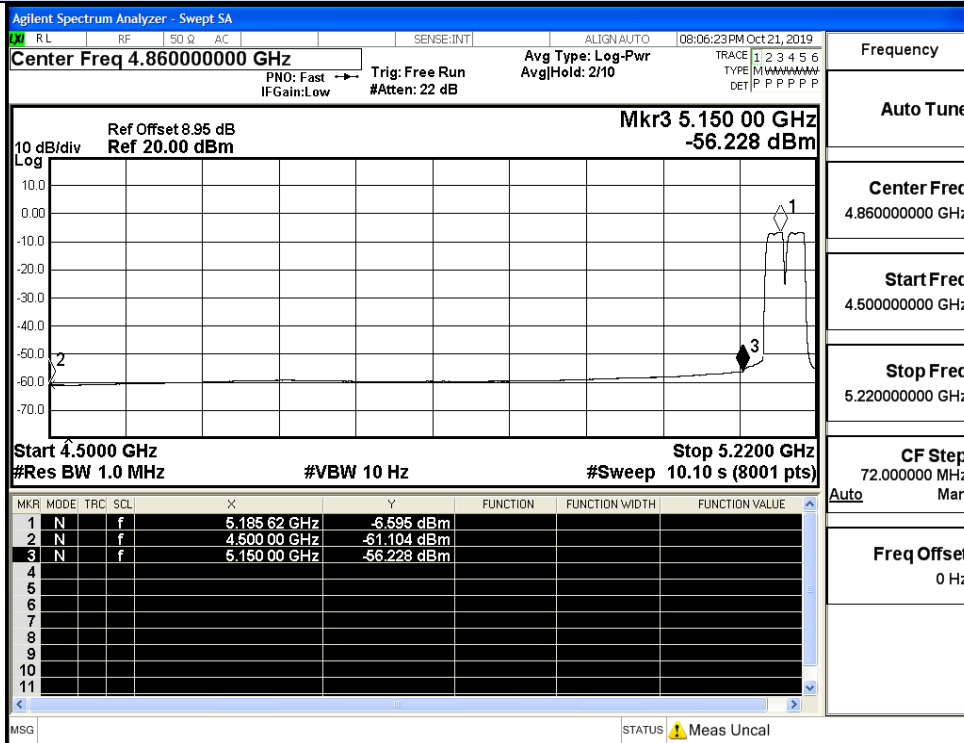 Agilent Spectrum Analyzer - Swept SA
LXI RL RF 50 Ω AC SENSE:INT ALIGN AUTO 08:06:23 PM Oct 21, 2019
Center Freq 4.860000000 GHz
PNO: Fast
IFGain:Low
Trig: Free Run
#Atten: 22 dB
Avg Type: Log-Pwr
Avg|Hold: 2/10
TRACE 1 2 3 4 5 6
TYPE M W W W W W
DET P P P P P P
Mkr3 5.150 00 GHz
-56.228 dBm
Ref Offset 8.95 dB
10 dB/div Ref 20.00 dBm
Log
10.0
0.00
-10.0
-20.0
-30.0
-40.0
-50.0
-60.0
-70.0
1
2
3
Start 4.5000 GHz Stop 5.2200 GHz
#Res BW 1.0 MHz #VBW 10 Hz #Sweep 10.10 s (8001 pts)
MKR MODE TRC SCL X Y FUNCTION FUNCTION WIDTH FUNCTION VALUE
1 N f 5.185 62 GHz -6.595 dBm
2 N f 4.500 00 GHz -61.104 dBm
3 N f 5.150 00 GHz -56.228 dBm
4
5
6
7
8
9
10
11
MSG STATUS Meas Uncal
Frequency
Auto Tune
Center Freq
4.860000000 GHz
Start Freq
4.500000000 GHz
Stop Freq
5.220000000 GHz
CF Step
72.000000 MHz
Auto Man
Freq Offset
0 Hz